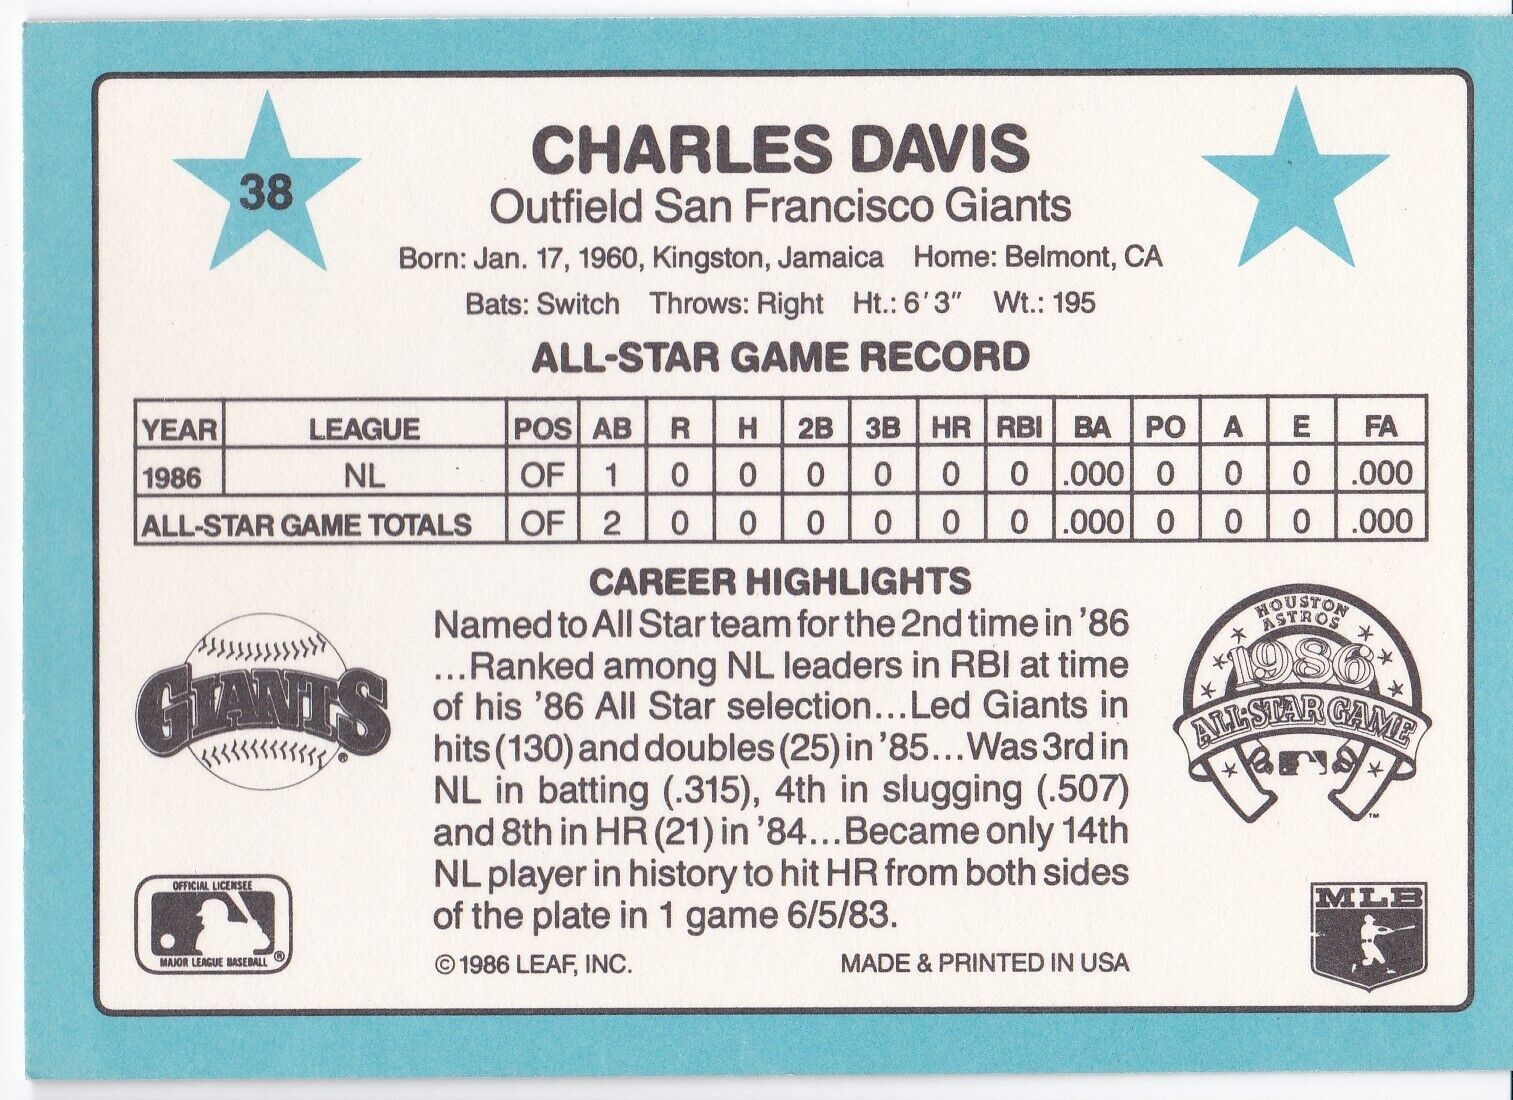 38
CHARLES DAVIS
Outfield San Francisco Giants
Born: Jan. 17, 1960, Kingston, Jamaica Home: Belmont, CA
Bats: Switch Throws: Right Ht.: 6'3" Wt.: 195
ALL-STAR GAME RECORD
YEAR LEAGUE POS AB R H 2B 3B HR RBI BA PO A E FA
1986 NL OF 1 0 0 0 0 0 0 .000 0 0 0 .000
ALL-STAR GAME TOTALS OF 2 0 0 0 0 0 0 .000 0 0 0 .000
CAREER HIGHLIGHTS
Named to All Star team for the 2nd time in '86
...Ranked among NL leaders in RBI at time
of his '86 All Star selection...Led Giants in
hits (130) and doubles (25) in '85...Was 3rd in
NL in batting (.315), 4th in slugging (.507)
and 8th in HR (21) in '84...Became only 14th
NL player in history to hit HR from both sides
of the plate in 1 game 6/5/83.
©1986 LEAF, INC. MADE & PRINTED IN USA
GIANTS®
HOUSTON
ASTROS
1986
ALL-STAR GAME
™
OFFICIAL LICENSEE
MAJOR LEAGUE BASEBALL ®
MLB